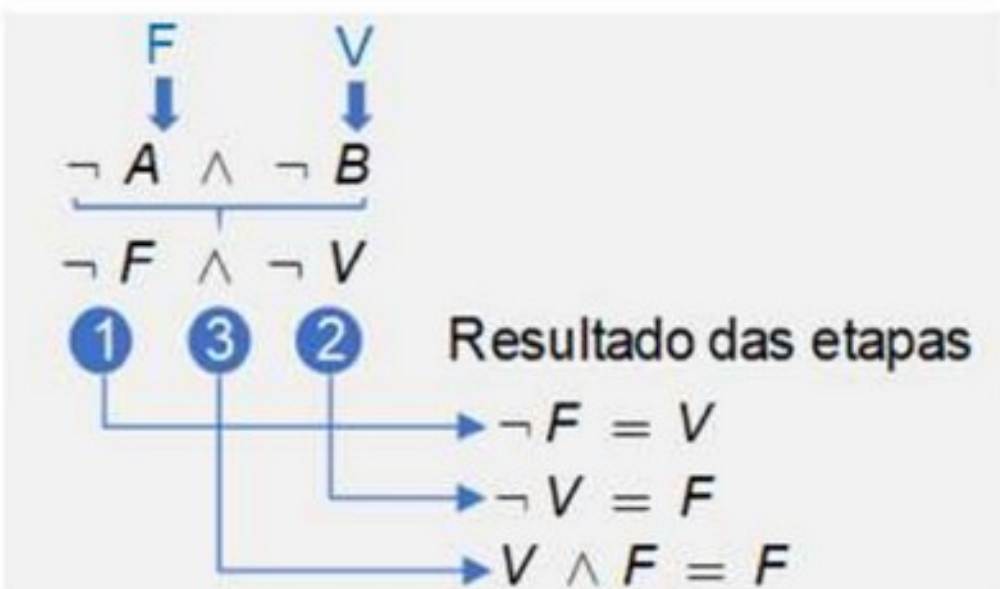 F V
¬ A ∧ ¬ B
¬ F ∧ ¬ V
1 3 2 Resultado das etapas
¬ F = V
¬ V = F
V ∧ F = F